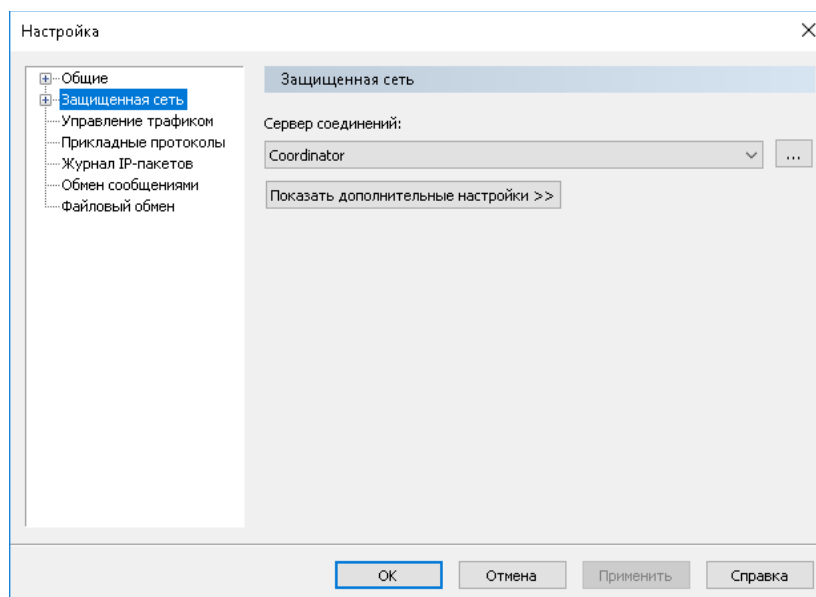 Настройка
Общие
Защищенная сеть
Управление трафиком
Прикладные протоколы
Журнал IP-пакетов
Обмен сообщениями
Файловый обмен
Защищенная сеть
Сервер соединений:
Coordinator
...
Показать дополнительные настройки >>
ОК Отмена Применить Справка